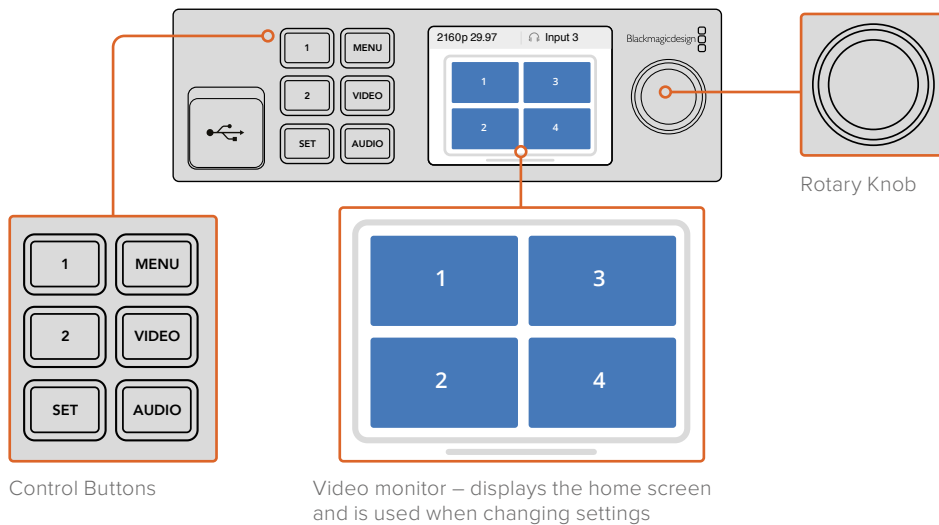 1
MENU
2
VIDEO
SET
AUDIO
2160p 29.97
Input 3
1
3
2
4
Blackmagicdesign
Rotary Knob
1
MENU
2
VIDEO
SET
AUDIO
1
3
2
4
Control Buttons
Video monitor – displays the home screen
and is used when changing settings